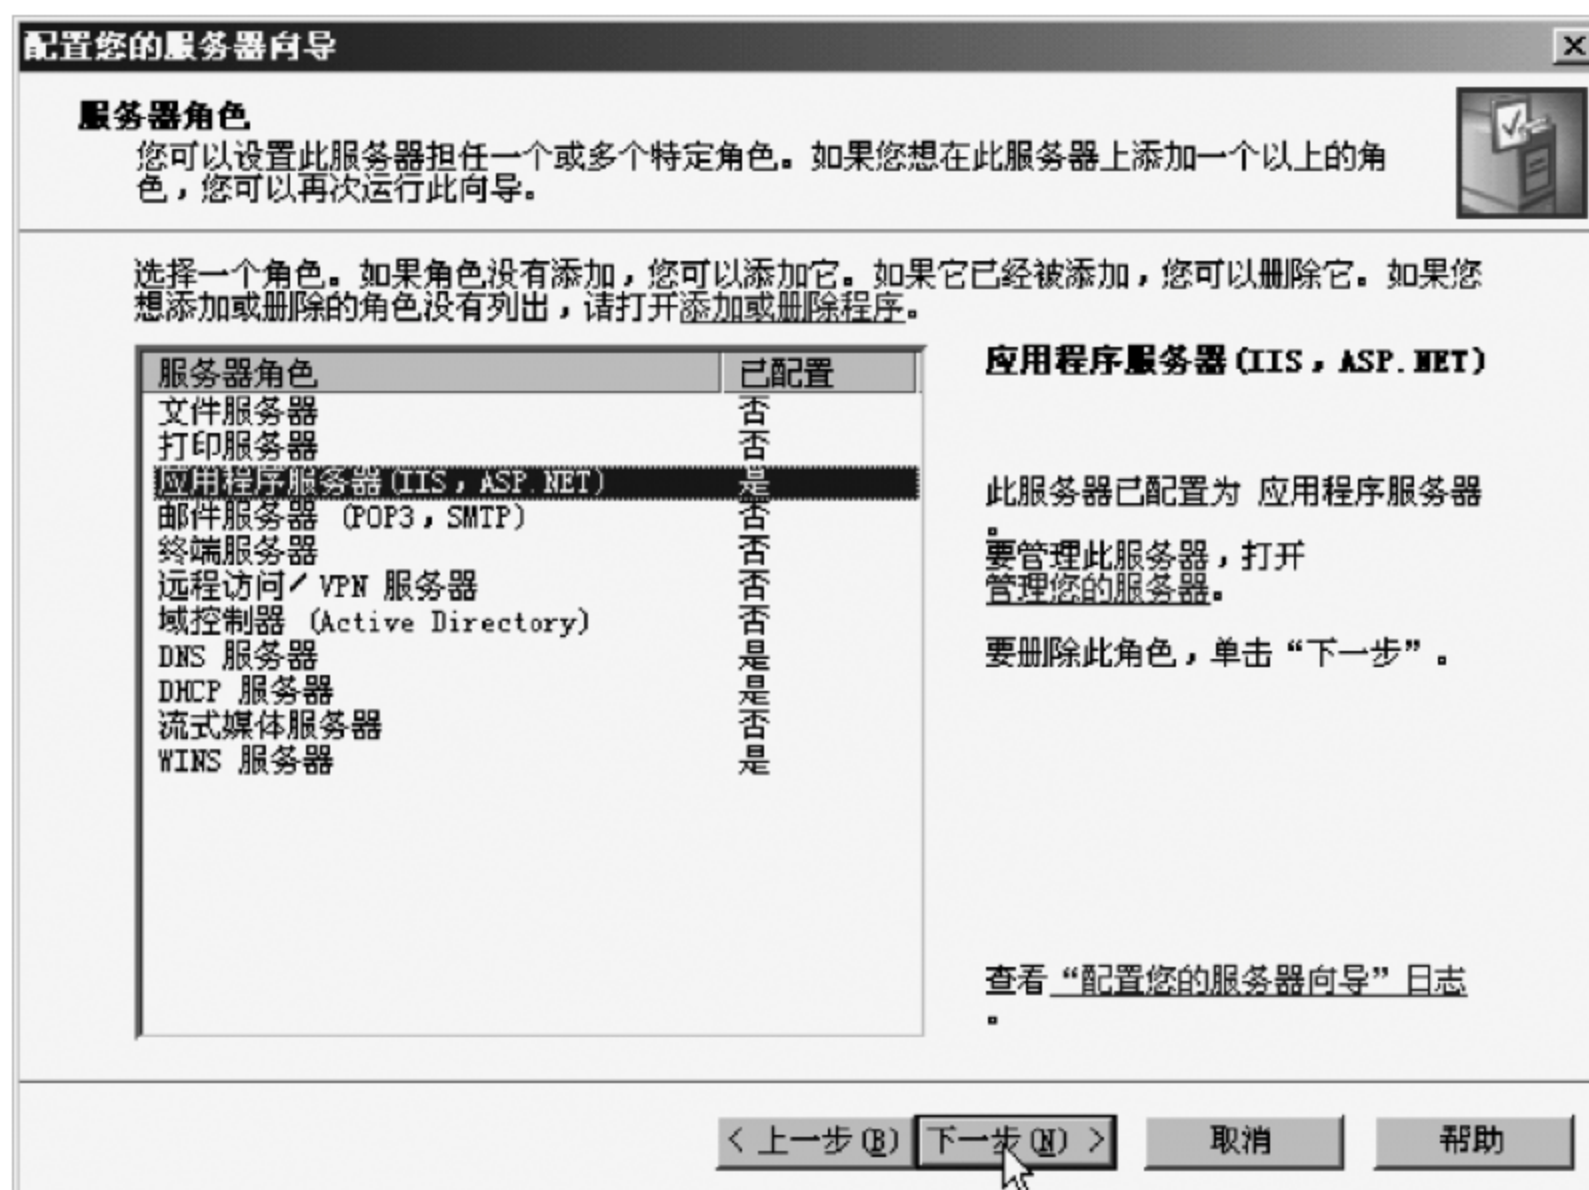 配置您的服务器向导
服务器角色
您可以设置此服务器担任一个或多个特定角色。如果您想在此服务器上添加一个以上的角
色，您可以再次运行此向导。
选择一个角色。如果角色没有添加，您可以添加它。如果它已经被添加，您可以删除它。如果您
想添加或删除的角色没有列出，请打开添加或删除程序。
服务器角色 已配置
文件服务器 否
打印服务器 否
应用程序服务器(IIS，ASP.NET) 是
邮件服务器 (POP3，SMTP) 否
终端服务器 否
远程访问/VPN 服务器 否
域控制器 (Active Directory) 否
DNS 服务器 是
DHCP 服务器 是
流式媒体服务器 否
WINS 服务器 是
应用程序服务器(IIS，ASP.NET)
此服务器已配置为 应用程序服务器
。
要管理此服务器，打开
管理您的服务器。
要删除此角色，单击“下一步”。
查看“配置您的服务器向导”日志
。
< 上一步(B) 下一步(N) > 取消 帮助